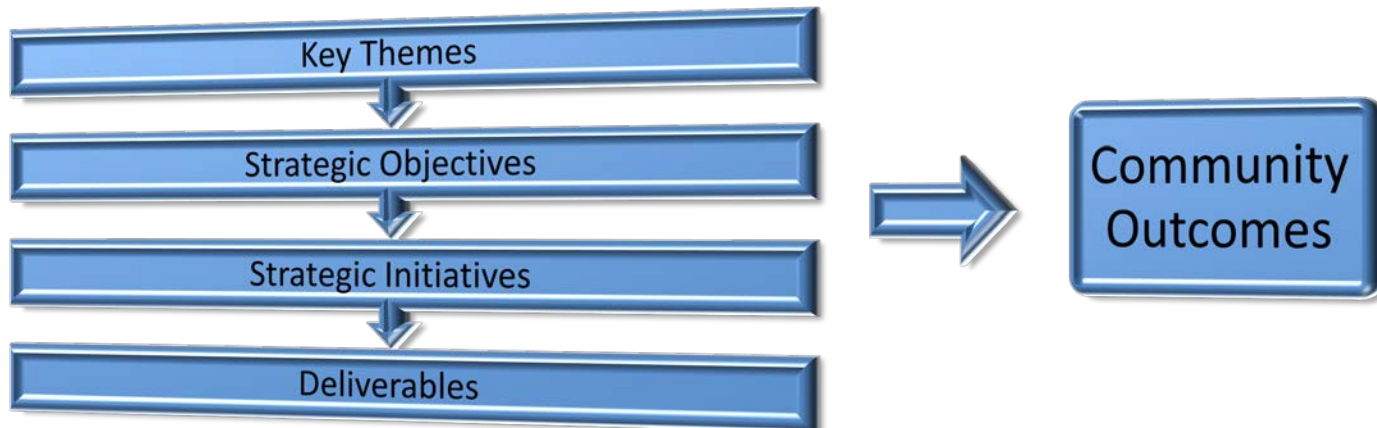 Key Themes
Strategic Objectives
Strategic Initiatives
Deliverables
Community
Outcomes